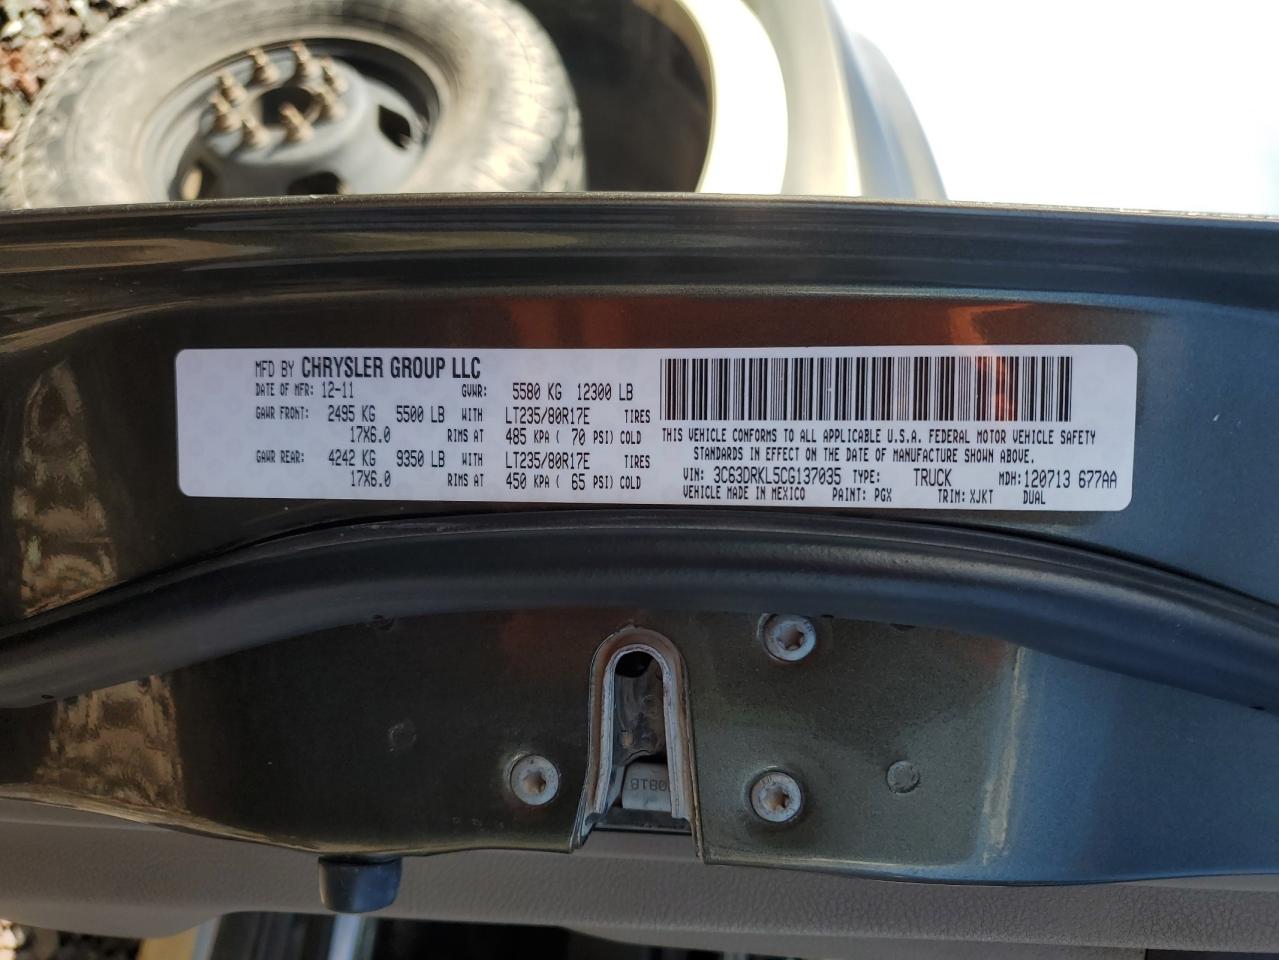 MFD BY CHRYSLER GROUP LLC
DATE OF MFR: 12-11 GVWR: 5580 KG 12300 LB
GAWR FRONT: 2495 KG 5500 LB WITH LT235/80R17E TIRES
17X6.0 RIMS AT 485 KPA ( 70 PSI) COLD
GAWR REAR: 4242 KG 9350 LB WITH LT235/80R17E TIRES
17X6.0 RIMS AT 450 KPA ( 65 PSI) COLD
THIS VEHICLE CONFORMS TO ALL APPLICABLE U.S.A. FEDERAL MOTOR VEHICLE SAFETY
STANDARDS IN EFFECT ON THE DATE OF MANUFACTURE SHOWN ABOVE.
VIN: 3C63DRKL5CG137035 TYPE: TRUCK MDH: 120713 677AA
VEHICLE MADE IN MEXICO PAINT: PGX TRIM: XJKT DUAL